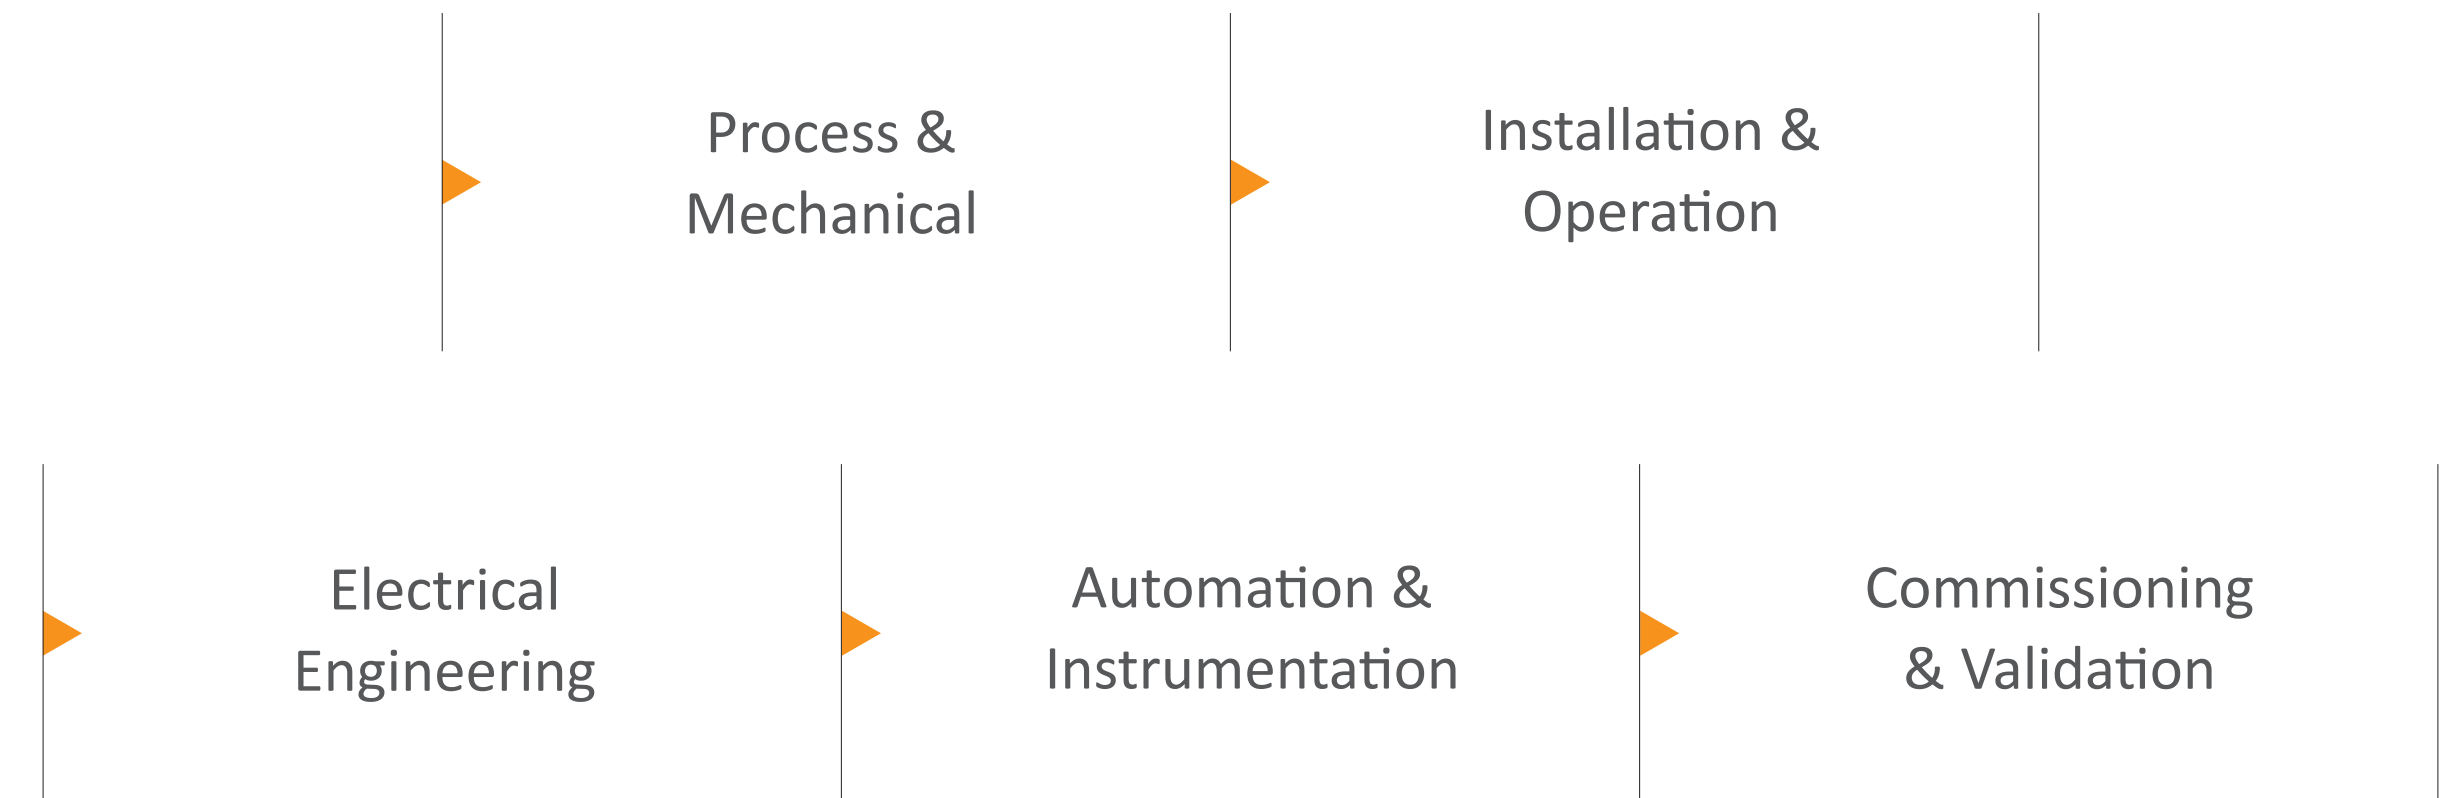 Process &
Mechanical
Installation &
Operation
Electrical
Engineering
Automation &
Instrumentation
Commissioning
& Validation